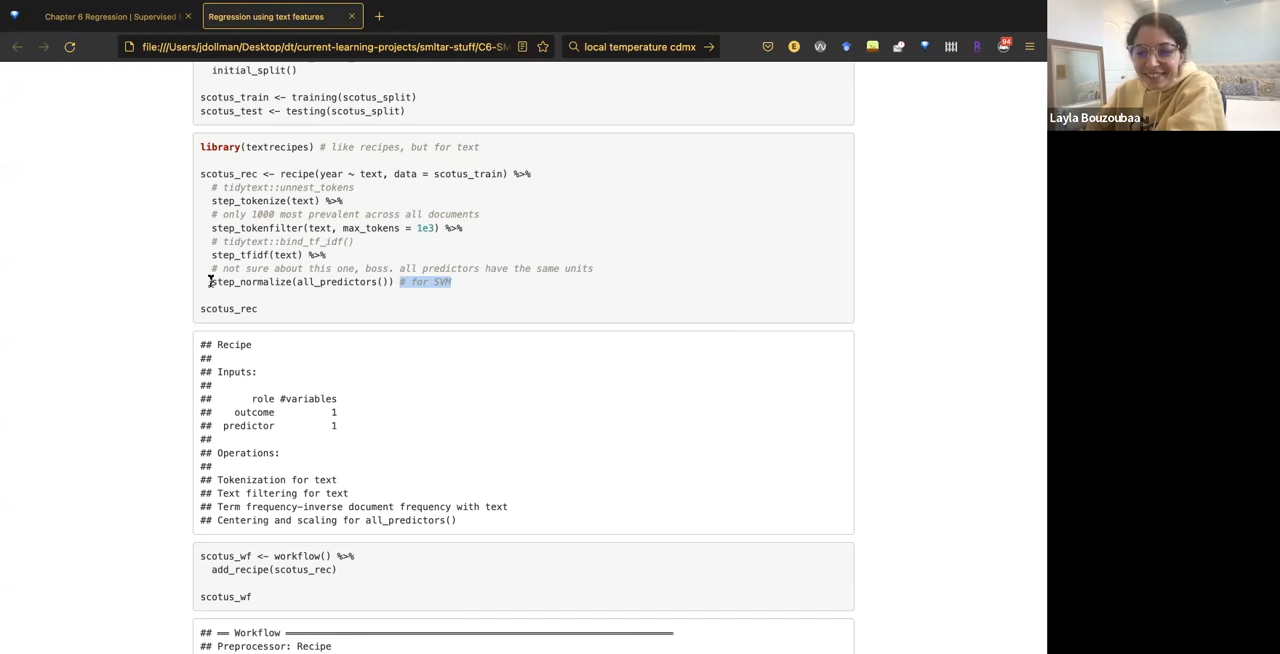 Chapter 6 Regression | Supervised
Regression using text features
file:///Users/jdollman/Desktop/dt/current-learning-projects/smltar-stuff/C6-SM
local temperature cdmx
94
initial_split()
scotus_train <- training(scotus_split)
scotus_test <- testing(scotus_split)
Layla Bouzoubaa
library(textrecipes) # like recipes, but for text
scotus_rec <- recipe(year ~ text, data = scotus_train) %>%
# tidytext::unnest_tokens
step_tokenize(text) %>%
# only 1000 most prevalent across all documents
step_tokenfilter(text, max_tokens = 1e3) %>%
# tidytext::bind_tf_idf()
step_tfidf(text) %>%
# not sure about this one, boss. all predictors have the same units
step_normalize(all_predictors()) # for SVM
scotus_rec
## Recipe
##
## Inputs:
##
## role #variables
## outcome 1
## predictor 1
##
## Operations:
##
## Tokenization for text
## Text filtering for text
## Term frequency-inverse document frequency with text
## Centering and scaling for all_predictors()
scotus_wf <- workflow() %>%
add_recipe(scotus_rec)
scotus_wf
## == Workflow ══════════════════════════════
## Preprocessor: Recipe